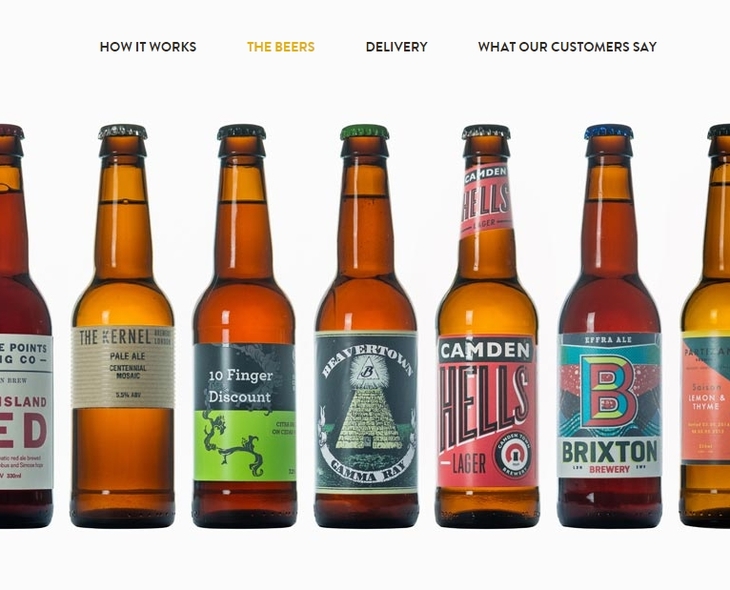 HOW IT WORKS THE BEERS DELIVERY WHAT OUR CUSTOMERS SAY
E POINTS
NG CO
N BREW
ISLAND
ED
330ml
THE KERNEL BREWERY
LONDON
PALE ALE
CENTENNIAL
MOSAIC
5.5% ABV
10 Finger
Discount
BEAVERTOWN
B
GAMMA RAY
CAMDEN
HELLS
LAGER
CAMDEN
HELLS
LAGER
CAMDEN TOWN
BREWERY
EFFRA ALE
B
BRIXTON
LDN BREWERY SW9
PARTIZAN
Saison
LEMON &
THYME